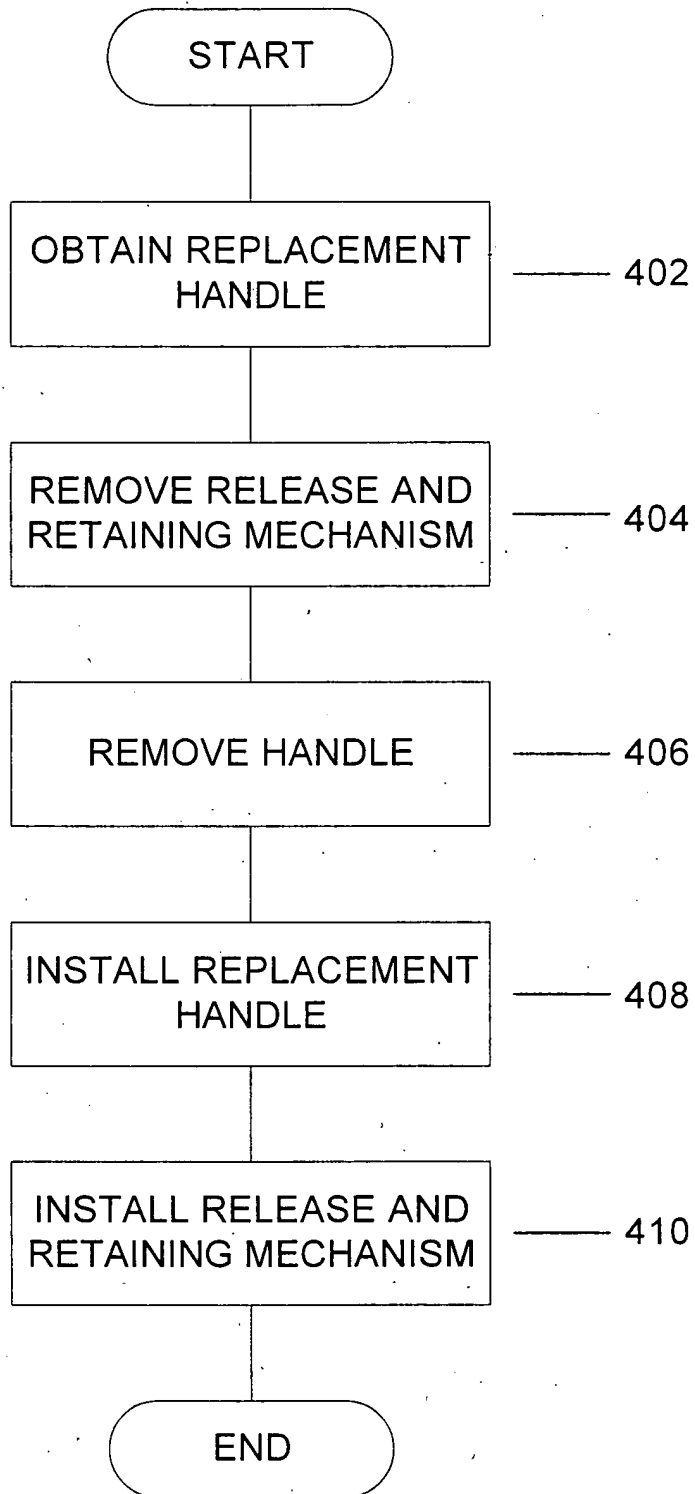 START
OBTAIN REPLACEMENT
HANDLE
402
REMOVE RELEASE AND
RETAINING MECHANISM
404
REMOVE HANDLE
406
INSTALL REPLACEMENT
HANDLE
408
INSTALL RELEASE AND
RETAINING MECHANISM
410
END